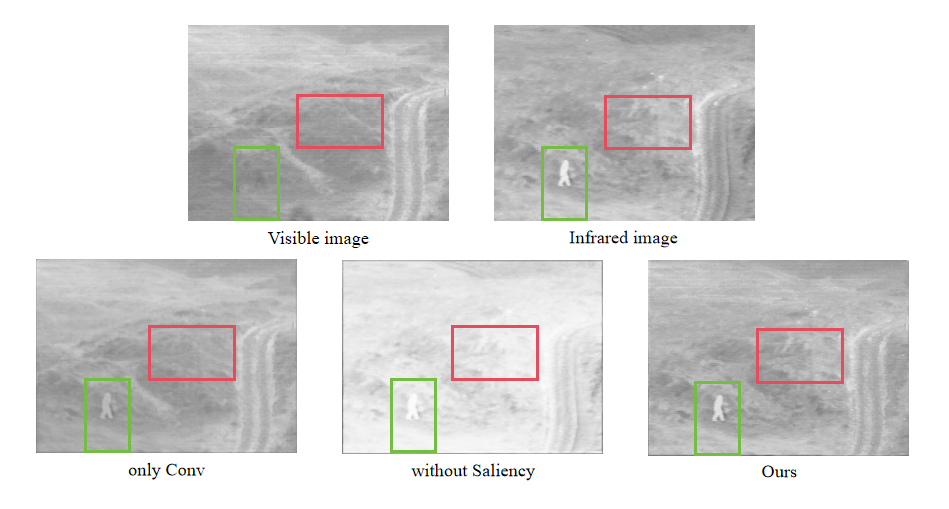 Visible image
Infrared image
only Conv
without Saliency
Ours